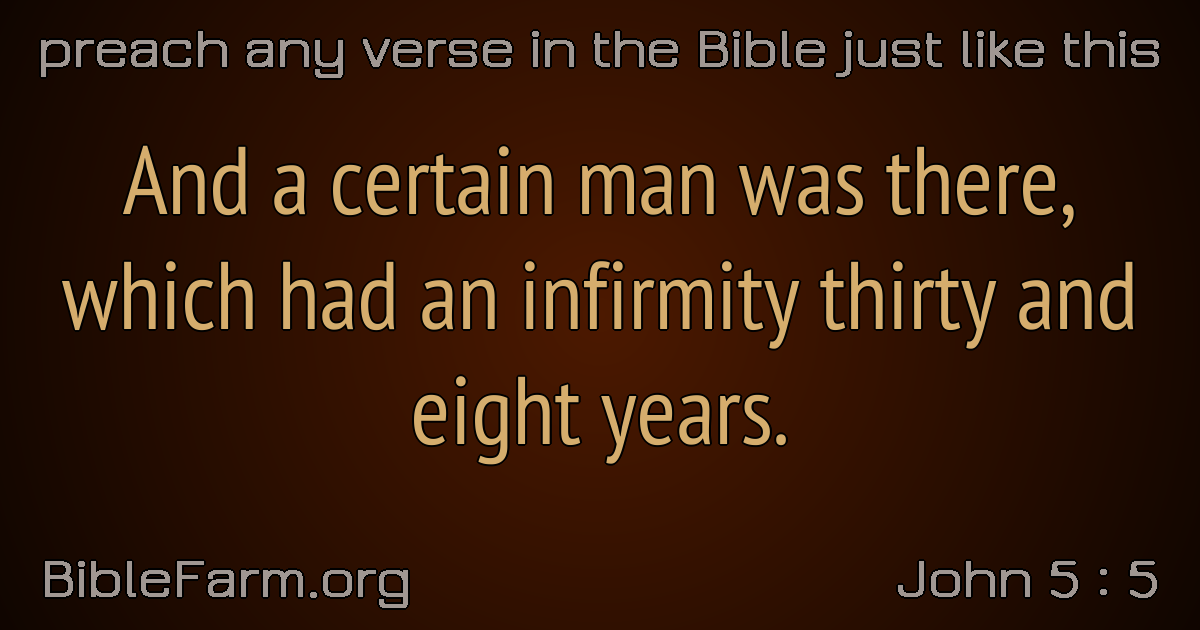 preach any verse in the Bible just like this
And a certain man was there,
which had an infirmity thirty and
eight years.
BibleFarm.org
John 5 : 5